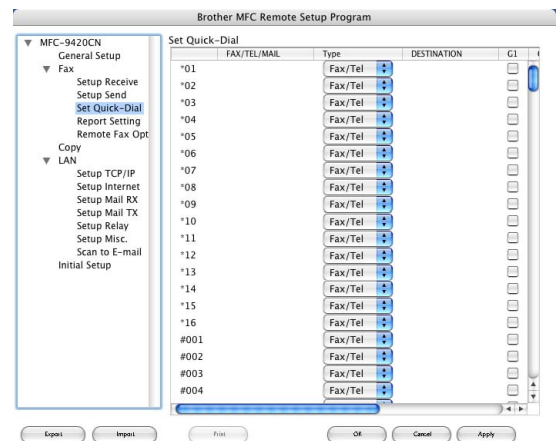 Brother MFC Remote Setup Program
MFC-9420CN
General Setup
Fax
Setup Receive
Setup Send
Set Quick-Dial
Report Setting
Remote Fax Opt
Copy
LAN
Setup TCP/IP
Setup Internet
Setup Mail RX
Setup Mail TX
Setup Relay
Setup Misc.
Scan to E-mail
Initial Setup
Set Quick-Dial
FAX/TEL/MAIL Type DESTINATION G1
*01 Fax/Tel
*02 Fax/Tel
*03 Fax/Tel
*04 Fax/Tel
*05 Fax/Tel
*06 Fax/Tel
*07 Fax/Tel
*08 Fax/Tel
*09 Fax/Tel
*10 Fax/Tel
*11 Fax/Tel
*12 Fax/Tel
*13 Fax/Tel
*14 Fax/Tel
*15 Fax/Tel
*16 Fax/Tel
#001 Fax/Tel
#002 Fax/Tel
#003 Fax/Tel
#004 Fax/Tel
Export Import Print OK Cancel Apply